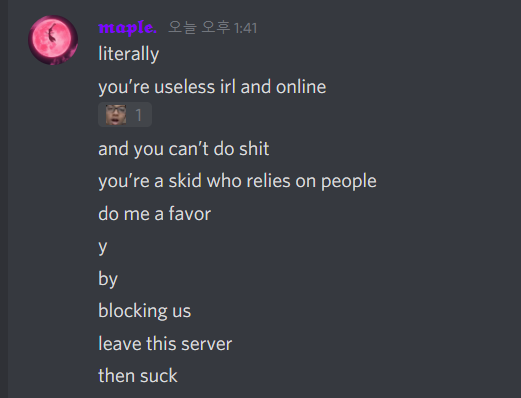 maple. 오늘 오후 1:41
literally
you're useless irl and online
1
and you can't do shit
you're a skid who relies on people
do me a favor
y
by
blocking us
leave this server
then suck